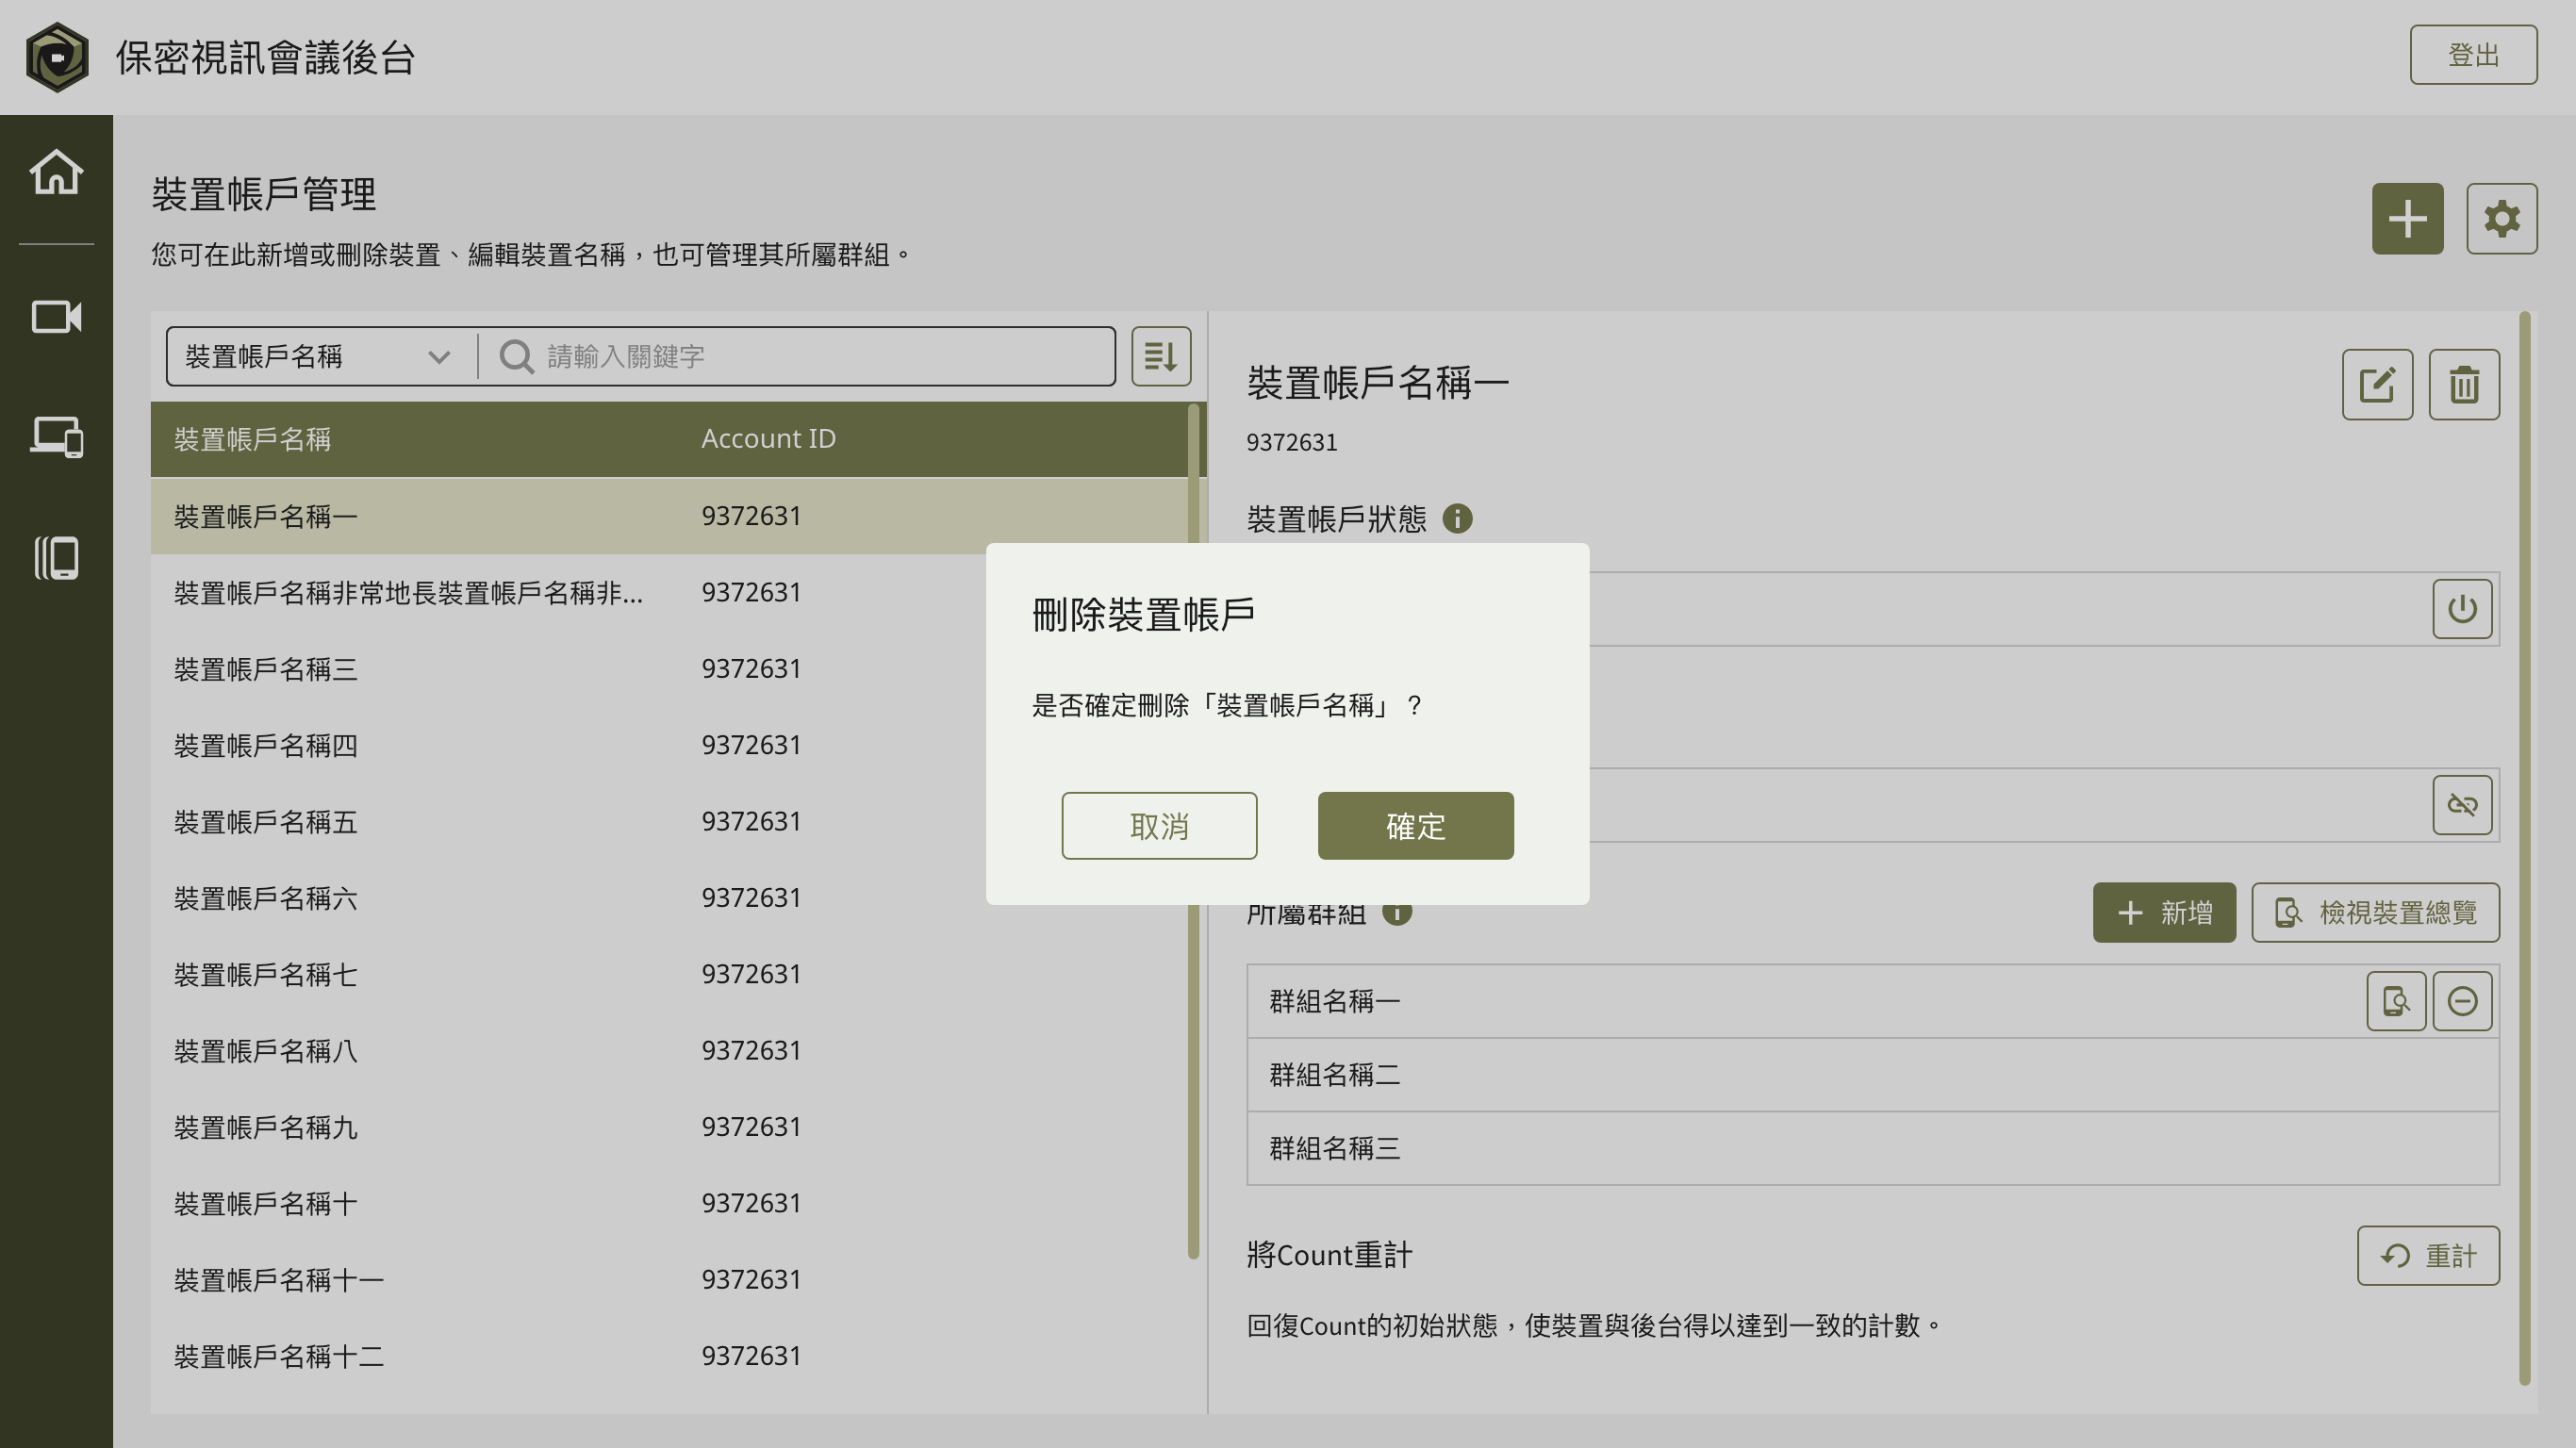 保密視訊會議後台
登出
裝置帳戶管理
您可在此新增或刪除裝置、編輯裝置名稱，也可管理其所屬群組。
裝置帳戶名稱
請輸入關鍵字
裝置帳戶名稱 Account ID
裝置帳戶名稱一 9372631
裝置帳戶名稱非常地長裝置帳戶名稱非... 9372631
裝置帳戶名稱三 9372631
裝置帳戶名稱四 9372631
裝置帳戶名稱五 9372631
裝置帳戶名稱六 9372631
裝置帳戶名稱七 9372631
裝置帳戶名稱八 9372631
裝置帳戶名稱九 9372631
裝置帳戶名稱十 9372631
裝置帳戶名稱十一 9372631
裝置帳戶名稱十二 9372631
裝置帳戶名稱一
9372631
裝置帳戶狀態
刪除裝置帳戶
是否確定刪除「裝置帳戶名稱」？
取消
確定
所屬群組
新增
檢視裝置總覽
群組名稱一
群組名稱二
群組名稱三
將Count重計
重計
回復Count的初始狀態，使裝置與後台得以達到一致的計數。